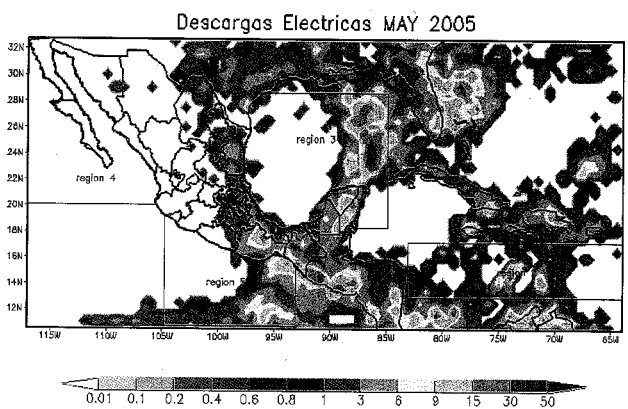 Descargas Electricas MAY 2005
32N
30N
28N
26N
24N
22N
20N
18N
16N
14N
12N
region 3
region 4
region
region
115W 110W 105W 100W 95W 90W 85W 80W 75W 70W 65W
0.01 0.1 0.2 0.4 0.6 0.8 1 3 6 9 15 30 50